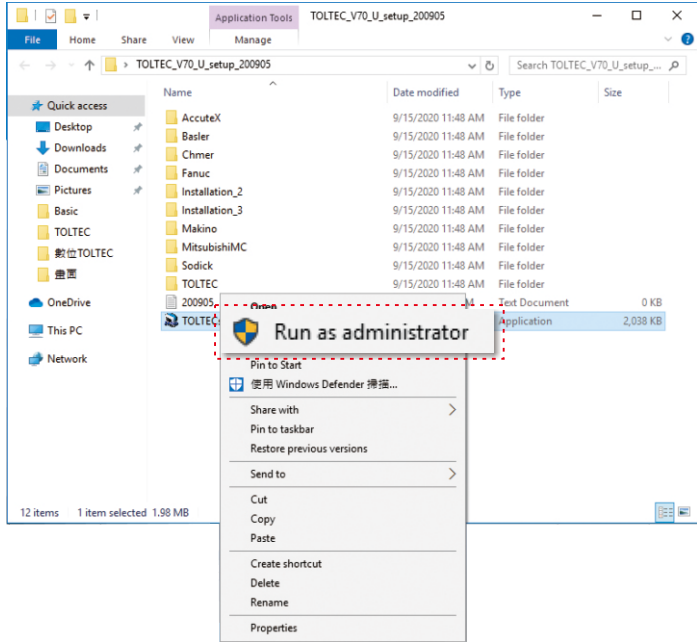 Application Tools TOLTEC_V70_U_setup_200905
File Home Share View Manage
TOLTEC_V70_U_setup_200905 Search TOLTEC_V70_U_setup_...
Name Date modified Type Size
Quick access
Desktop
Downloads
Documents
Pictures
Basic
TOLTEC
數位TOLTEC
畫面
OneDrive
This PC
Network
AccuteX 9/15/2020 11:48 AM File folder
Basler 9/15/2020 11:48 AM File folder
Chmer 9/15/2020 11:48 AM File folder
Fanuc 9/15/2020 11:48 AM File folder
Installation_2 9/15/2020 11:48 AM File folder
Installation_3 9/15/2020 11:48 AM File folder
Makino 9/15/2020 11:48 AM File folder
MitsubishiMC 9/15/2020 11:48 AM File folder
Sodick 9/15/2020 11:48 AM File folder
TOLTEC 9/15/2020 11:48 AM File folder
200905 Text Document 0 KB
TOLTEC Application 2,038 KB
Open
Run as administrator
Pin to Start
使用 Windows Defender 掃描...
Share with
Pin to taskbar
Restore previous versions
Send to
Cut
Copy
Paste
Create shortcut
Delete
Rename
Properties
12 items 1 item selected 1.98 MB